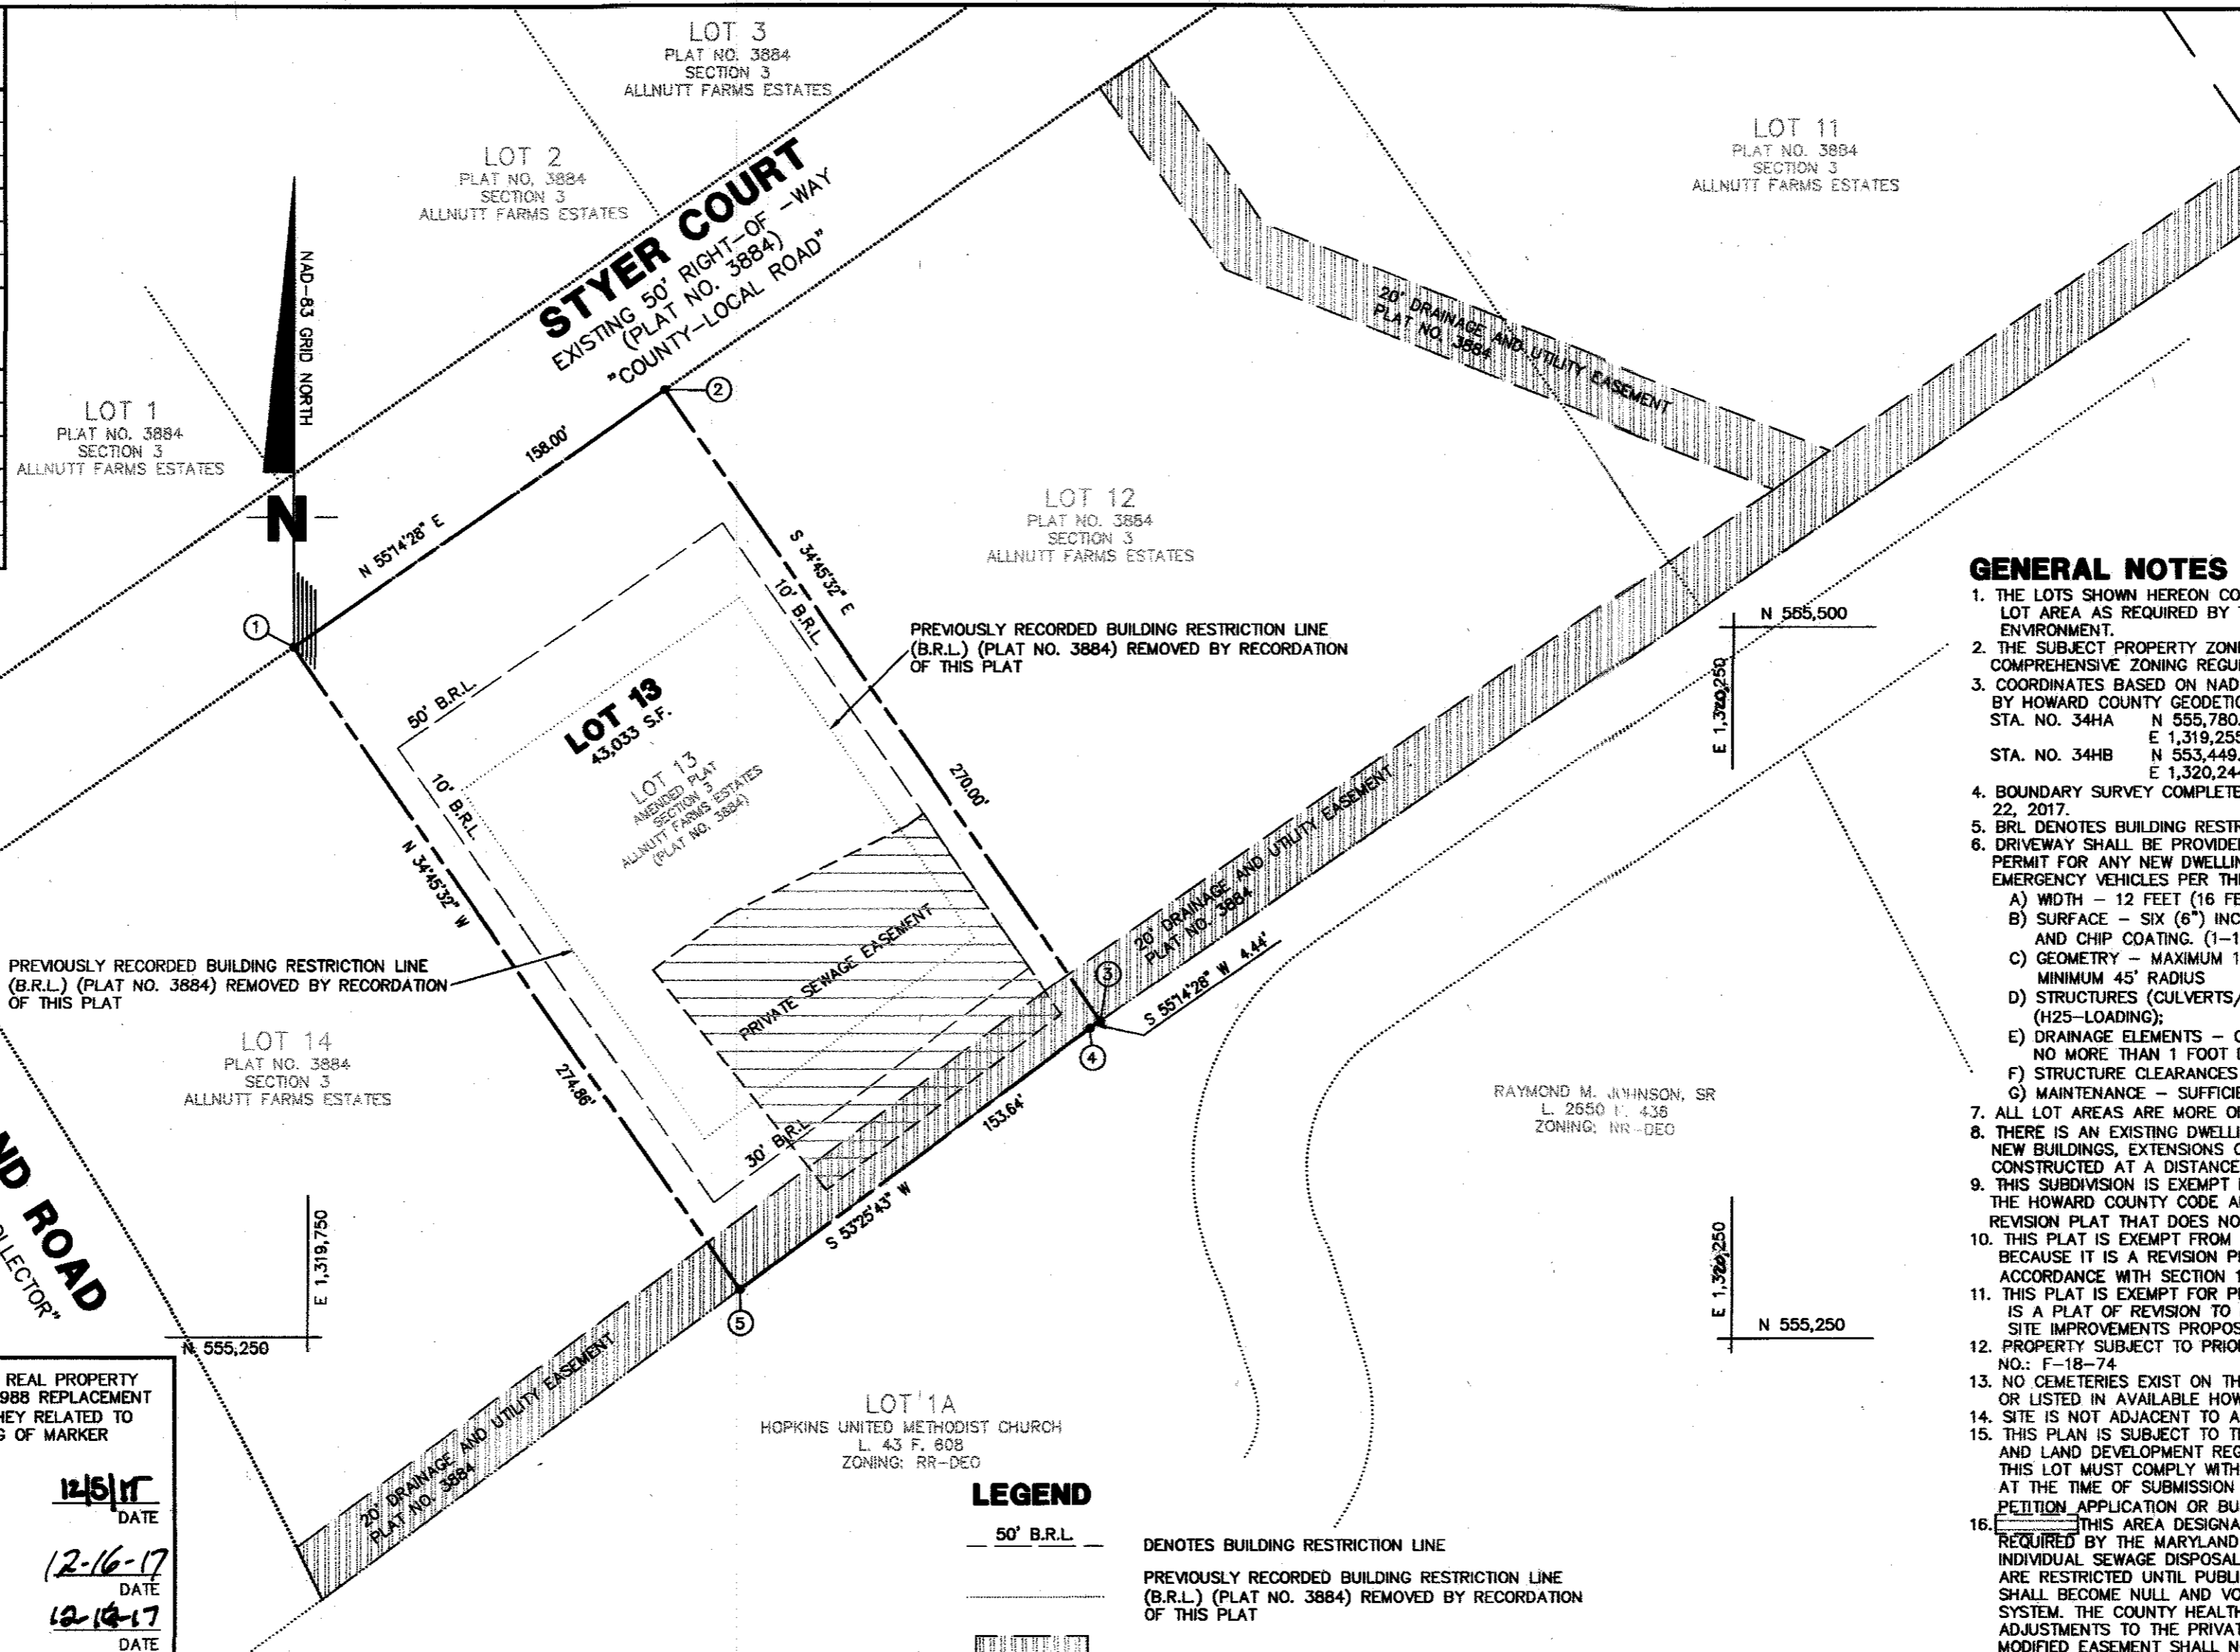 LOT 3
PLAT NO. 3884
SECTION 3
ALLNUTT FARMS ESTATES
LOT 2
PLAT NO. 3884
SECTION 3
ALLNUTT FARMS ESTATES
LOT 11
PLAT NO. 3884
SECTION 3
ALLNUTT FARMS ESTATES
STYER COURT
EXISTING 50' RIGHT-OF -WAY
(PLAT NO. 3884)
"COUNTY-LOCAL ROAD"
NAD-83 GRID NORTH
N
LOT 1
PLAT NO. 3884
SECTION 3
ALLNUTT FARMS ESTATES
20' DRAINAGE AND UTILITY EASEMENT
PLAT NO. 3884
2
158.00'
N 55°14'28" E
1
LOT 12
PLAT NO. 3884
SECTION 3
ALLNUTT FARMS ESTATES
S 34°45'32" E
10' B.R.L.
270.00'
PREVIOUSLY RECORDED BUILDING RESTRICTION LINE
(B.R.L.) (PLAT NO. 3884) REMOVED BY RECORDATION
OF THIS PLAT
50' B.R.L.
LOT 13
43,033 S.F.
LOT 13
AMENDED PLAT
SECTION 3
ALLNUTT FARMS ESTATES
(PLAT NO. 3884)
10' B.R.L.
N 34°45'32" W
274.86'
PRIVATE SEWAGE EASEMENT
30' B.R.L.
PREVIOUSLY RECORDED BUILDING RESTRICTION LINE
(B.R.L.) (PLAT NO. 3884) REMOVED BY RECORDATION
OF THIS PLAT
LOT 14
PLAT NO. 3884
SECTION 3
ALLNUTT FARMS ESTATES
20' DRAINAGE AND UTILITY EASEMENT
PLAT NO. 3884
3
S 55°14'28" W 4.44'
4
153.64'
S 53°25'43" W
5
N 565,500
E 1,320,250
RAYMOND M. JOHNSON, SR
L. 2650 F. 438
ZONING: RR-DEO
E 1,320,250
N 555,250
ND ROAD
OLLECTOR"
E 1,319,750
N 555,250
20' DRAINAGE AND UTILITY EASEMENT
PLAT NO. 3884
LOT 1A
HOPKINS UNITED METHODIST CHURCH
L. 43 F. 608
ZONING: RR-DEO
REAL PROPERTY
988 REPLACEMENT
HEY RELATED TO
G OF MARKER
12/5/17
DATE
12-16-17
DATE
DATE
LEGEND
50' B.R.L.
DENOTES BUILDING RESTRICTION LINE
PREVIOUSLY RECORDED BUILDING RESTRICTION LINE
(B.R.L.) (PLAT NO. 3884) REMOVED BY RECORDATION
OF THIS PLAT
GENERAL NOTES
1. THE LOTS SHOWN HEREON CO
LOT AREA AS REQUIRED BY
ENVIRONMENT.
2. THE SUBJECT PROPERTY ZON
COMPREHENSIVE ZONING REGU
3. COORDINATES BASED ON NAD
BY HOWARD COUNTY GEODETIC
STA. NO. 34HA N 555,780.
E 1,319,255
STA. NO. 34HB N 553,449.
E 1,320,244
4. BOUNDARY SURVEY COMPLETE
22, 2017.
5. BRL DENOTES BUILDING RESTR
6. DRIVEWAY SHALL BE PROVIDE
PERMIT FOR ANY NEW DWELLIN
EMERGENCY VEHICLES PER TH
A) WIDTH - 12 FEET (16 FE
B) SURFACE - SIX (6") INC
AND CHIP COATING. (1-1
C) GEOMETRY - MAXIMUM 1
MINIMUM 45' RADIUS
D) STRUCTURES (CULVERTS/
(H25-LOADING);
E) DRAINAGE ELEMENTS -
NO MORE THAN 1 FOOT
F) STRUCTURE CLEARANCES
G) MAINTENANCE - SUFFICIE
7. ALL LOT AREAS ARE MORE O
8. THERE IS AN EXISTING DWELLI
NEW BUILDINGS, EXTENSIONS
CONSTRUCTED AT A DISTANCE
9. THIS SUBDIVISION IS EXEMPT
THE HOWARD COUNTY CODE A
REVISION PLAT THAT DOES NO
10. THIS PLAT IS EXEMPT FROM
BECAUSE IT IS A REVISION P
ACCORDANCE WITH SECTION 1
11. THIS PLAT IS EXEMPT FOR P
IS A PLAT OF REVISION TO
SITE IMPROVEMENTS PROPOS
12. PROPERTY SUBJECT TO PRIO
NO.: F-18-74
13. NO CEMETERIES EXIST ON TH
OR LISTED IN AVAILABLE HOW
14. SITE IS NOT ADJACENT TO A
15. THIS PLAN IS SUBJECT TO T
AND LAND DEVELOPMENT REG
THIS LOT MUST COMPLY WITH
AT THE TIME OF SUBMISSION
PETITION APPLICATION OR BU
16. THIS AREA DESIGNA
REQUIRED BY THE MARYLAND
INDIVIDUAL SEWAGE DISPOSAL
ARE RESTRICTED UNTIL PUBLI
SHALL BECOME NULL AND VO
SYSTEM. THE COUNTY HEALTH
ADJUSTMENTS TO THE PRIVA
MODIFIED EASEMENT SHALL N